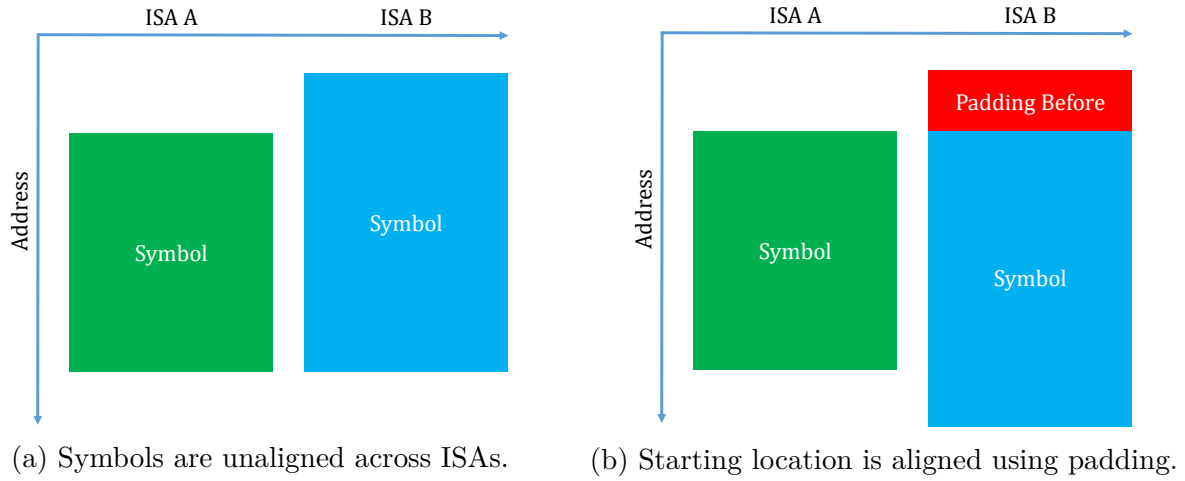 ISA A
ISA B
Address
Symbol
Symbol
(a) Symbols are unaligned across ISAs.
ISA A
ISA B
Address
Padding Before
Symbol
Symbol
(b) Starting location is aligned using padding.